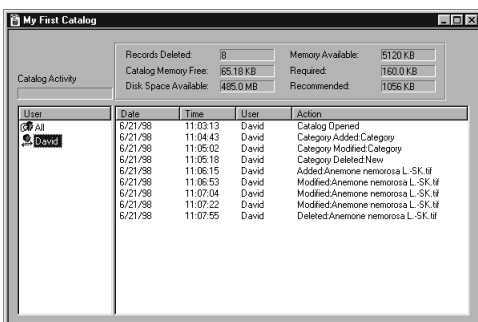 My First Catalog
Records Deleted: 8 Memory Available: 5120 KB
Catalog Memory Free: 65.18 KB Required: 160.0 KB
Disk Space Available: 485.0 MB Recommended: 1056 KB
Catalog Activity
User
All
David
Date Time User Action
6/21/98 11:03:13 David Catalog Opened
6/21/98 11:04:43 David Category Added:Category
6/21/98 11:05:02 David Category Modified:Category
6/21/98 11:05:18 David Category Deleted:New
6/21/98 11:06:15 David Added:Anemone nemorosa L.-SK.tif
6/21/98 11:06:53 David Modified:Anemone nemorosa L.-SK.tif
6/21/98 11:07:04 David Modified:Anemone nemorosa L.-SK.tif
6/21/98 11:07:22 David Modified:Anemone nemorosa L.-SK.tif
6/21/98 11:07:55 David Deleted:Anemone nemorosa L.-SK.tif